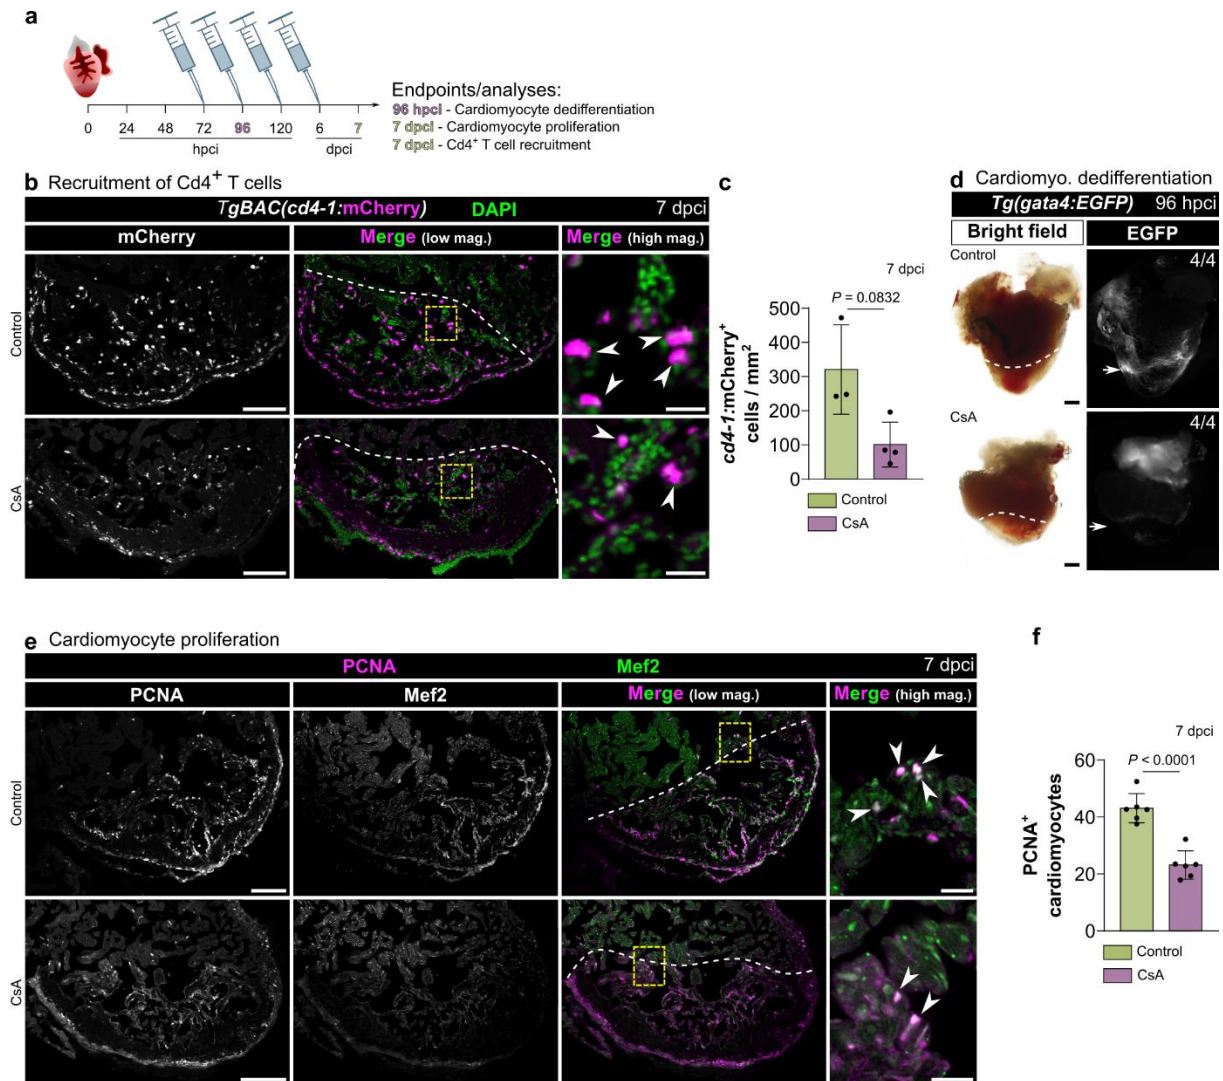 a
Endpoints/analyses:
96 hpci - Cardiomyocyte dedifferentiation
7 dpci - Cardiomyocyte proliferation
7 dpci - Cd4+ T cell recruitment
0 24 48 72 96 120 6 7
hpci dpci
b Recruitment of Cd4+ T cells
TgBAC(cd4-1:mCherry) DAPI 7 dpci
mCherry Merge (low mag.) Merge (high mag.)
Control
CsA
c
7 dpci
P = 0.0832
500
400
300
200
100
0
cd4-1:mCherry+
cells / mm2
Control
CsA
d Cardiomyo. dedifferentiation
Tg(gata4:EGFP) 96 hpci
Bright field EGFP
Control
4/4
CsA
4/4
e Cardiomyocyte proliferation
PCNA Mef2 7 dpci
PCNA Mef2 Merge (low mag.) Merge (high mag.)
Control
CsA
f
7 dpci
P < 0.0001
60
40
20
0
PCNA+
cardiomyocytes
Control
CsA